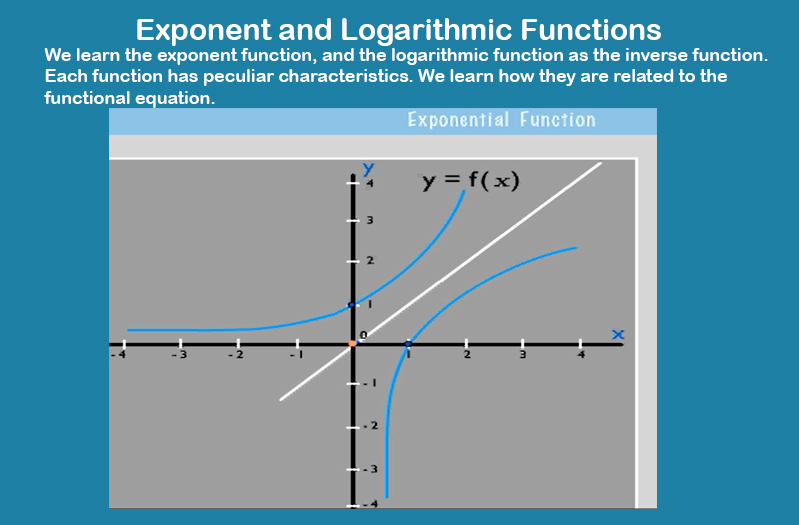 Exponent and Logarithmic Functions
We learn the exponent function, and the logarithmic function as the inverse function.
Each function has peculiar characteristics. We learn how they are related to the
functional equation.
Exponential Function
y
4
y = f(x)
3
2
1
0
x
-4 -3 -2 -1 1 2 3 4
-1
-2
-3
-4